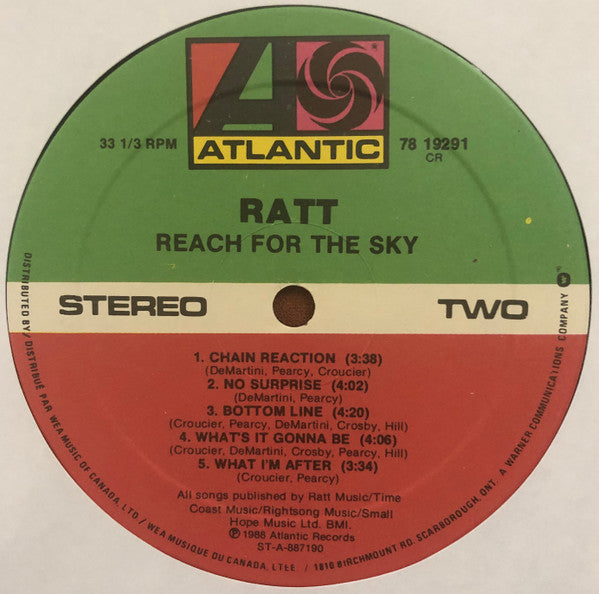 ATLANTIC
33 1/3 RPM
78 19291
CR
RATT
REACH FOR THE SKY
STEREO
TWO
1. CHAIN REACTION (3:38)
(DeMartini, Pearcy, Croucier)
2. NO SURPRISE (4:02)
(DeMartini, Pearcy)
3. BOTTOM LINE (4:20)
(Croucier, Pearcy, DeMartini, Crosby, Hill)
4. WHAT'S IT GONNA BE (4:06)
(Croucier, DeMartini, Crosby, Pearcy, Hill)
5. WHAT I'M AFTER (3:34)
(Croucier, Pearcy)
All songs published by Ratt Music/Time
Coast Music/Rightsong Music/Small
Hope Music Ltd. BMI.
℗ 1988 Atlantic Records
ST-A-887190
DISTRIBUTED BY/DISTRIBUÉ PAR WEA MUSIC OF CANADA, LTD./WEA MUSIQUE DU CANADA, LTÉE./1810 BIRCHMOUNT RD, SCARBOROUGH, ONT. A WARNER COMMUNICATIONS COMPANY